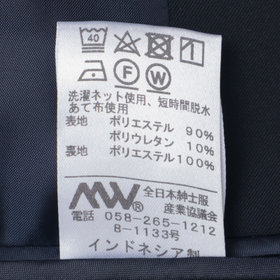 40
F W
洗濯ネット使用、短時間脱水
あて布使用
表地 ポリエステル 90%
ポリウレタン 10%
裏地 ポリエステル100%
MW 全日本紳士服
産業協議会
058-265-1212
B-1133号
インドネシア製